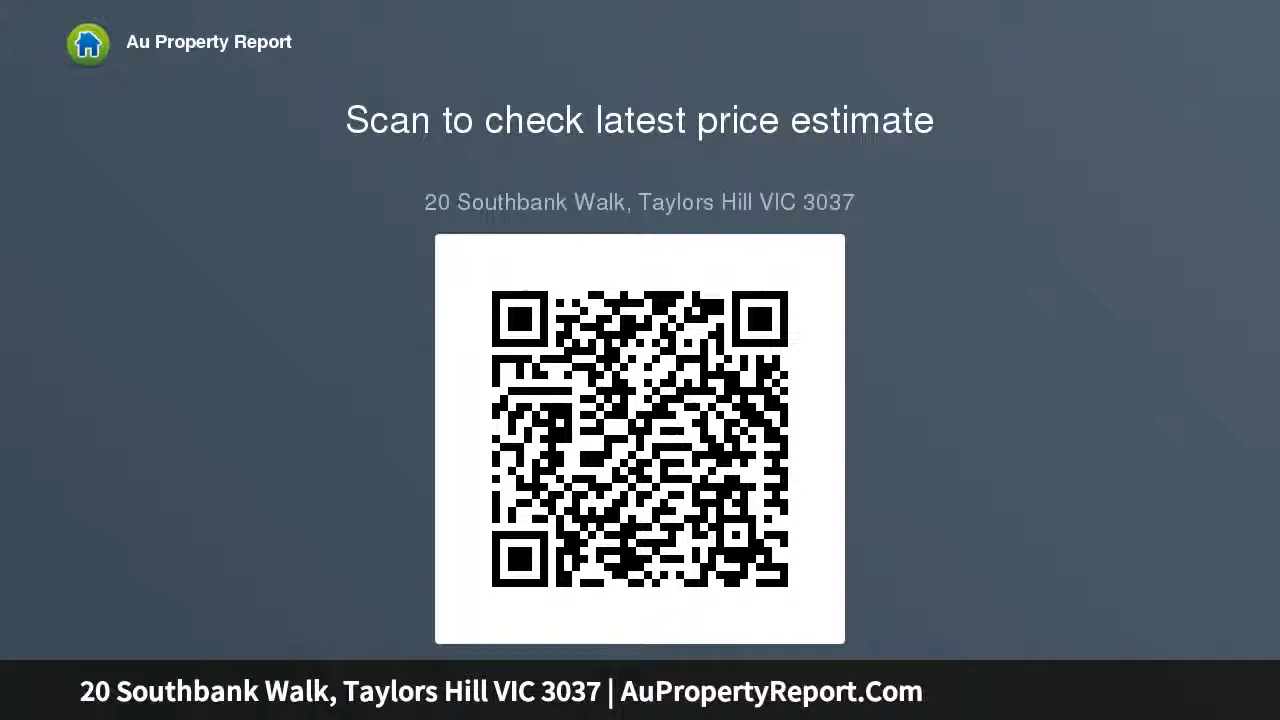 Au Property Report
Scan to check latest price estimate
20 Southbank Walk, Taylors Hill VIC 3037
20 Southbank Walk, Taylors Hill VIC 3037 | AuPropertyReport.Com